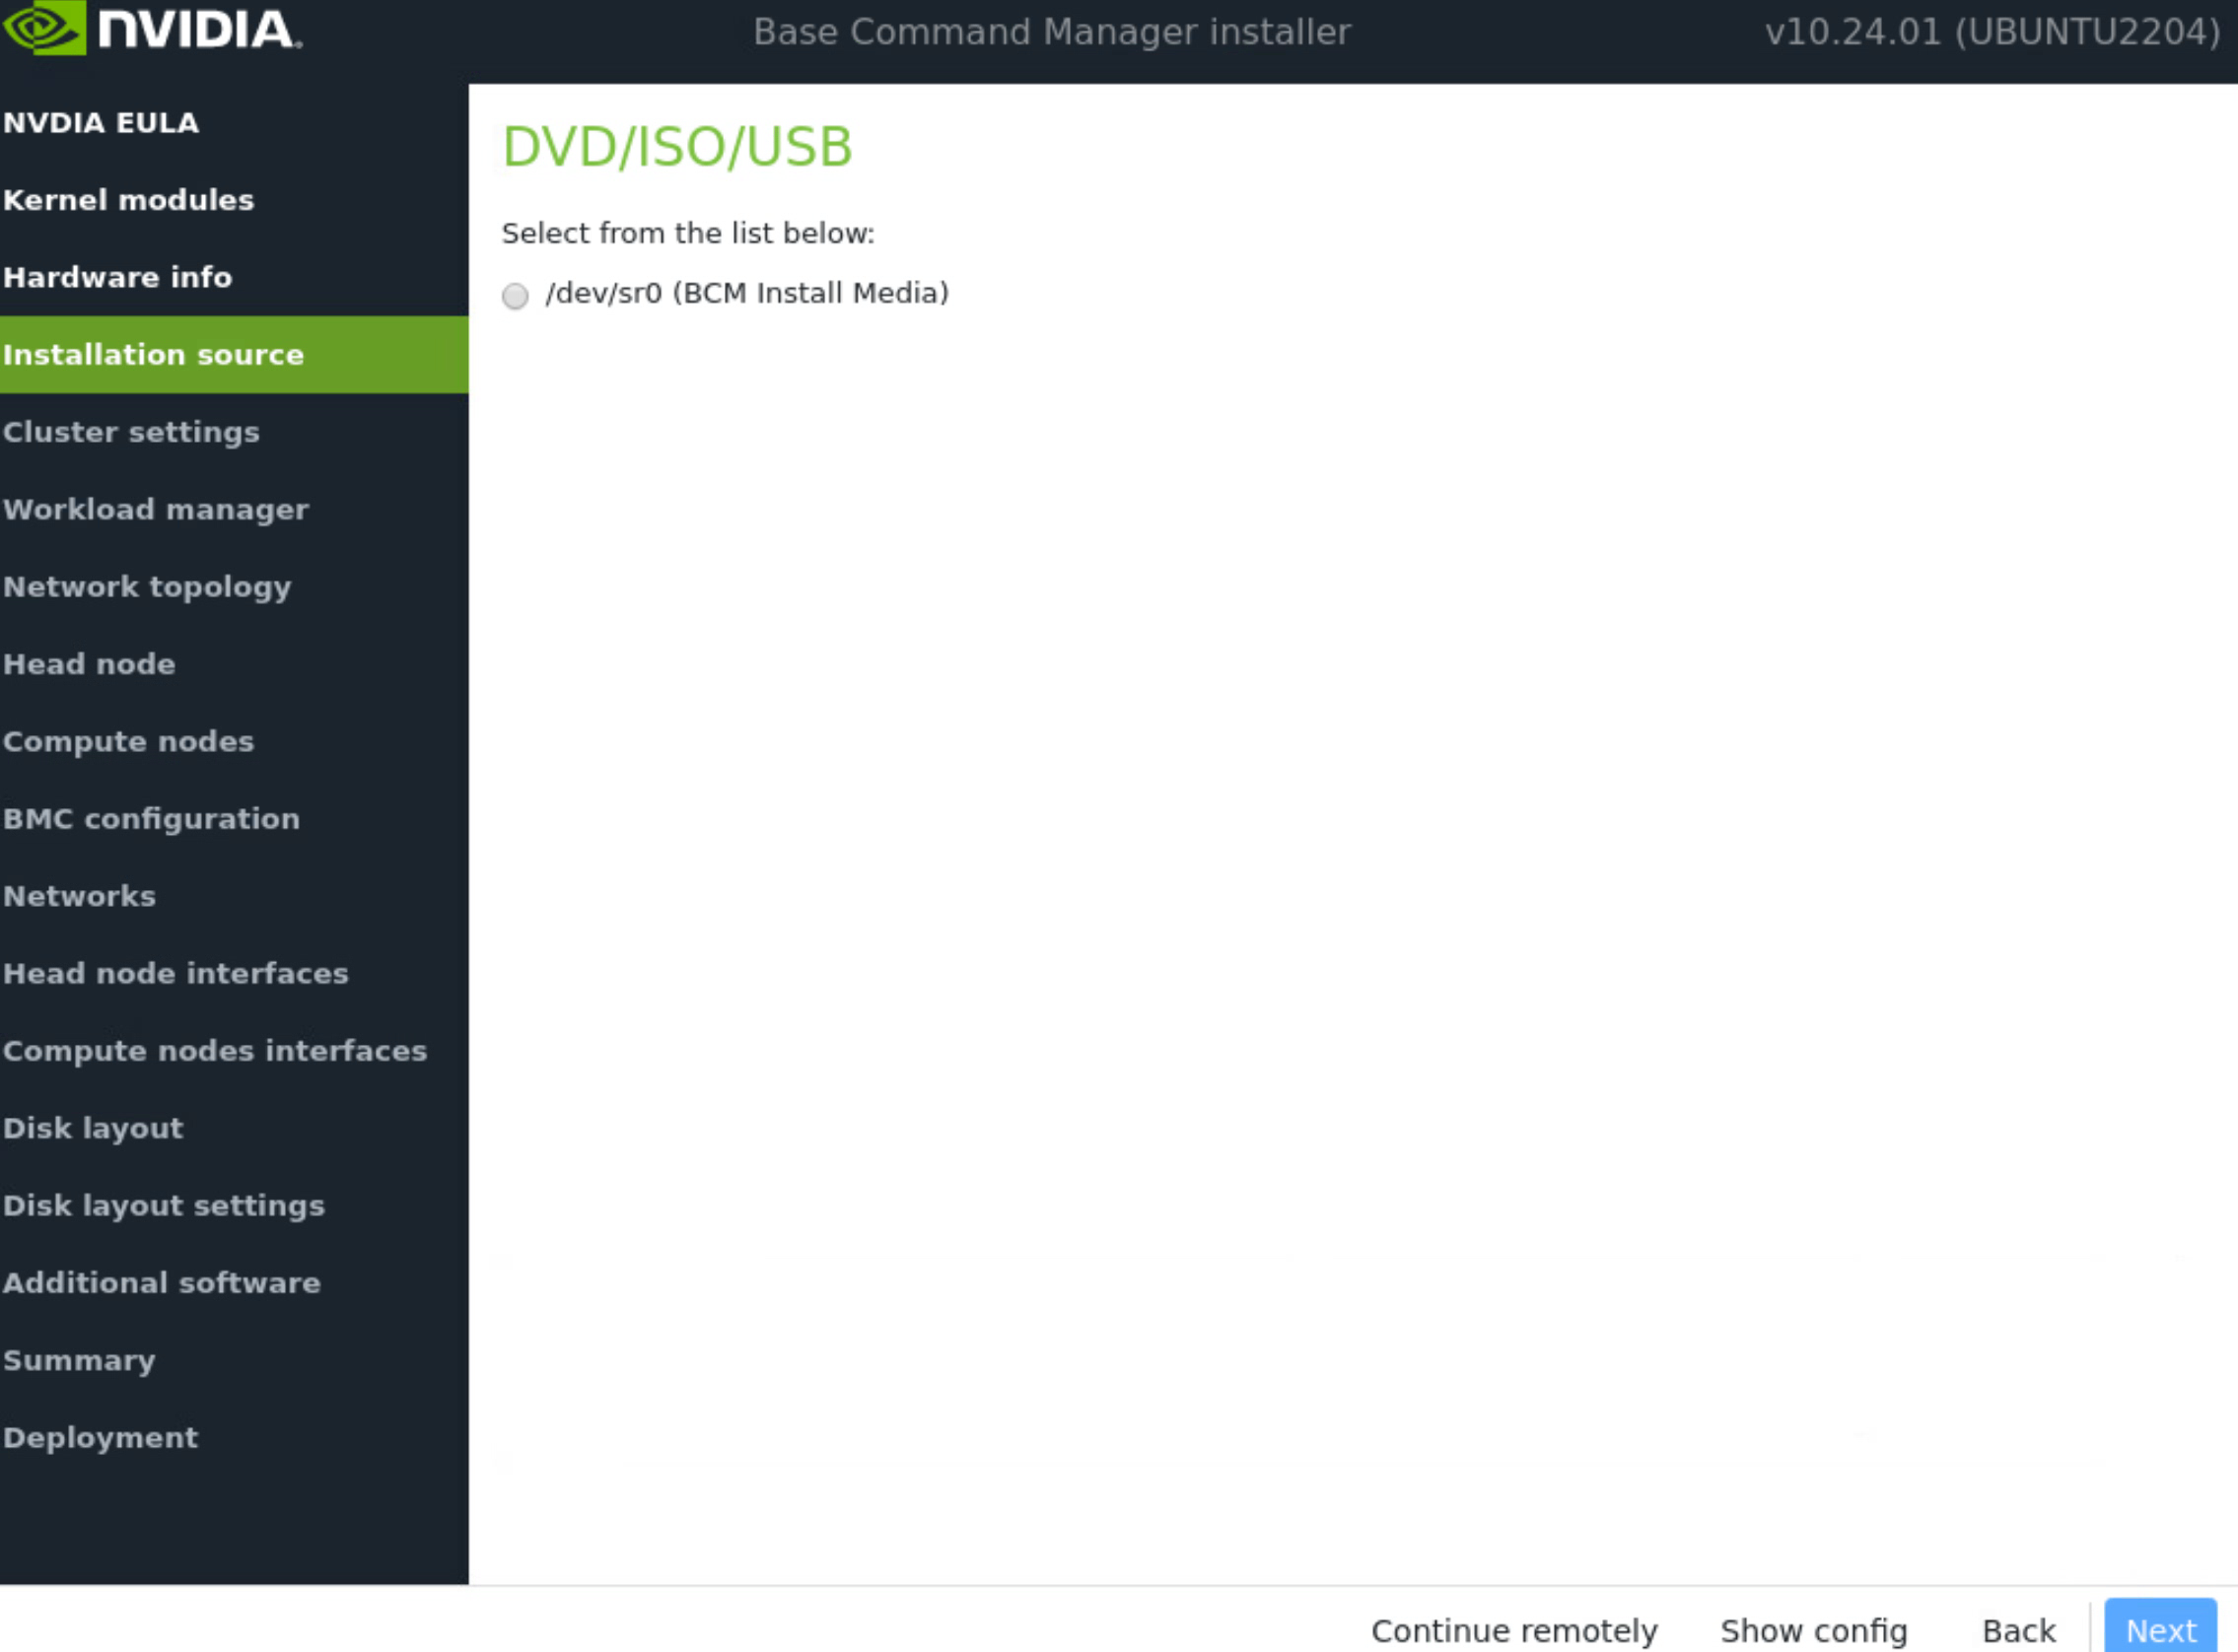 NVIDIA.
Base Command Manager installer
v10.24.01 (UBUNTU2204)
NVDIA EULA
Kernel modules
Hardware info
Installation source
Cluster settings
Workload manager
Network topology
Head node
Compute nodes
BMC configuration
Networks
Head node interfaces
Compute nodes interfaces
Disk layout
Disk layout settings
Additional software
Summary
Deployment
DVD/ISO/USB
Select from the list below:
/dev/sr0 (BCM Install Media)
Continue remotely
Show config
Back
Next